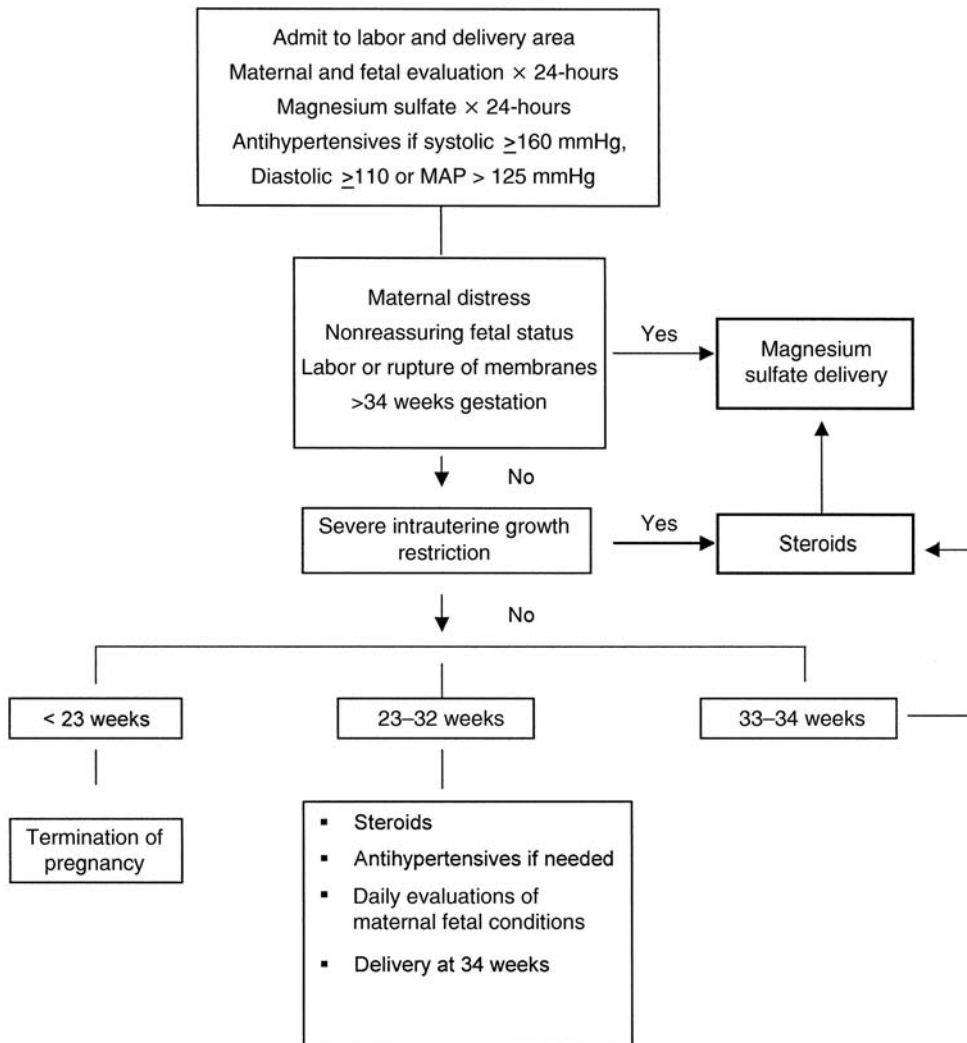 Admit to labor and delivery area
Maternal and fetal evaluation × 24-hours
Magnesium sulfate × 24-hours
Antihypertensives if systolic ≥160 mmHg,
Diastolic ≥110 or MAP > 125 mmHg
Maternal distress
Nonreassuring fetal status
Labor or rupture of membranes
>34 weeks gestation
Yes
Magnesium
sulfate delivery
No
Severe intrauterine growth
restriction
Yes
Steroids
No
< 23 weeks
23–32 weeks
33–34 weeks
Termination of
pregnancy
▪ Steroids
▪ Antihypertensives if needed
▪ Daily evaluations of
maternal fetal conditions
▪ Delivery at 34 weeks